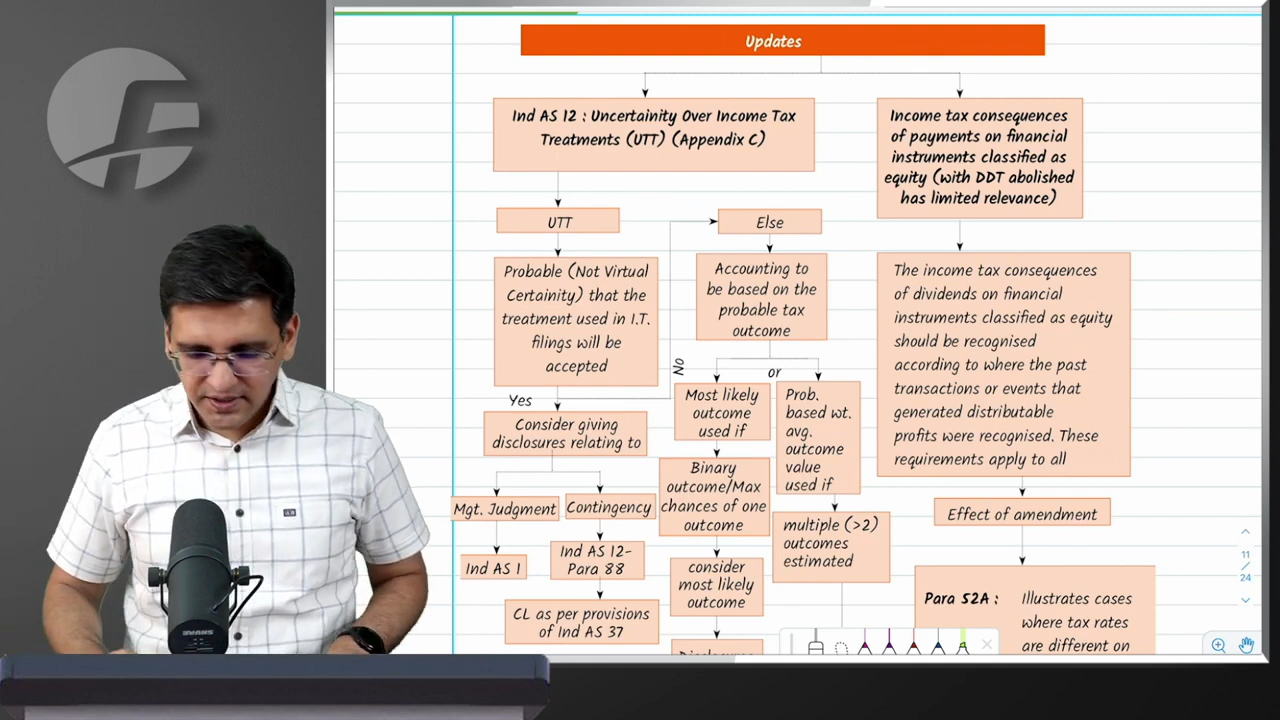 Updates
Ind AS 12 : Uncertainity Over Income Tax
Treatments (UTT) (Appendix C)
Income tax consequences
of payments on financial
instruments classified as
equity (with DDT abolished
has limited relevance)
UTT
Else
Probable (Not Virtual
Certainity) that the
treatment used in I.T.
filings will be
accepted
Accounting to
be based on the
probable tax
outcome
The income tax consequences
of dividends on financial
instruments classified as equity
should be recognised
according to where the past
transactions or events that
generated distributable
profits were recognised. These
requirements apply to all
No
or
Yes
Consider giving
disclosures relating to
Most likely
outcome
used if
Prob.
based wt.
avg.
outcome
value
used if
Mgt. Judgment
Contingency
Binary
outcome/Max
chances of one
outcome
multiple (>2)
outcomes
estimated
Effect of amendment
Ind AS 1
Ind AS 12-
Para 88
consider
most likely
outcome
CL as per provisions
of Ind AS 37
Para 52A :
Illustrates cases
where tax rates
are different on
11
/
24